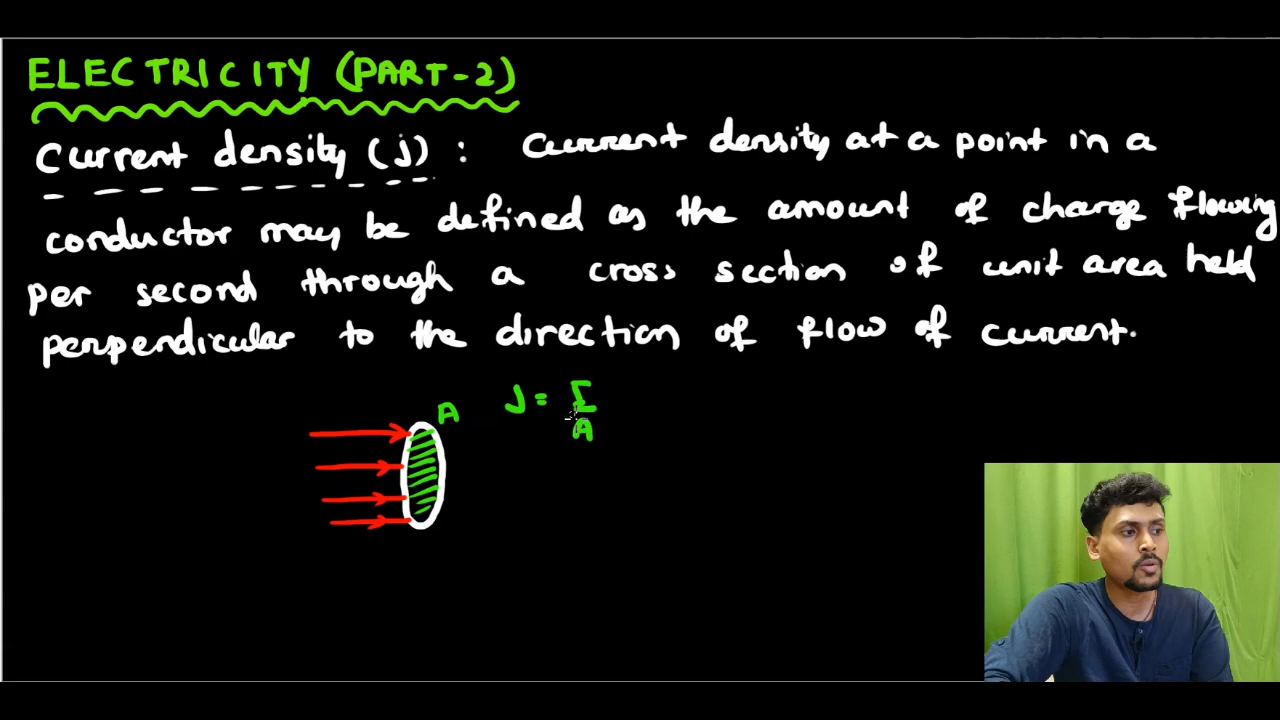 ELECTRICITY (PART-2)
Current density (j) : Current density at a point in a
conductor may be defined as the amount of charge flowing
per second through a cross section of unit area held
perpendicular to the direction of flow of current.
A
J = I
A